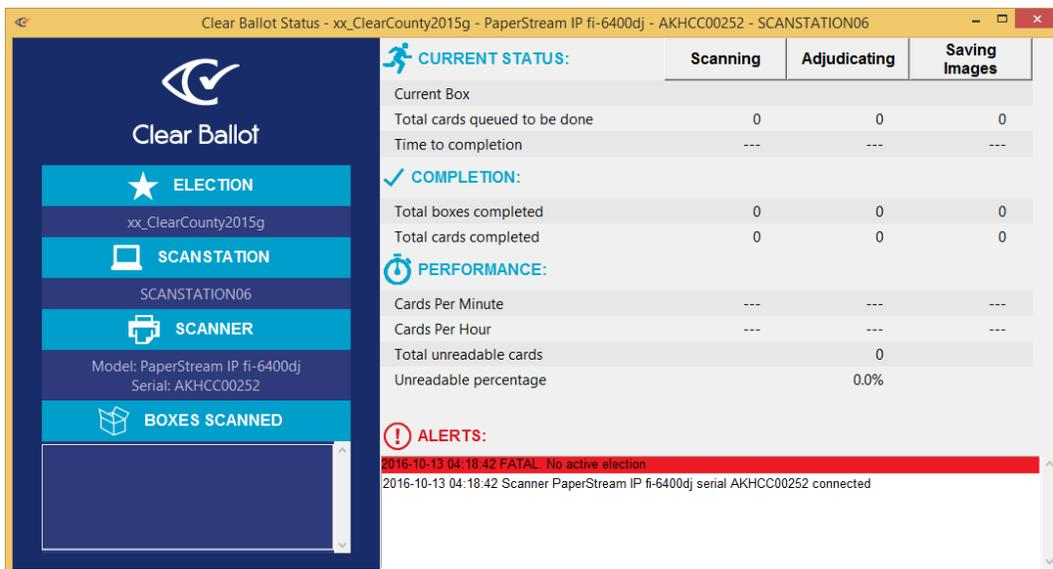 Clear Ballot Status - xx_ClearCounty2015g - PaperStream IP fi-6400dj - AKHCC00252 - SCANSTATION06
Clear Ballot
ELECTION
xx_ClearCounty2015g
SCANSTATION
SCANSTATION06
SCANNER
Model: PaperStream IP fi-6400dj
Serial: AKHCC00252
BOXES SCANNED
CURRENT STATUS: Scanning Adjudicating Saving Images
Current Box
Total cards queued to be done 0 0 0
Time to completion --- --- ---
COMPLETION:
Total boxes completed 0 0 0
Total cards completed 0 0 0
PERFORMANCE:
Cards Per Minute --- --- ---
Cards Per Hour --- --- ---
Total unreadable cards 0
Unreadable percentage 0.0%
ALERTS:
2016-10-13 04:18:42 FATAL. No active election
2016-10-13 04:18:42 Scanner PaperStream IP fi-6400dj serial AKHCC00252 connected